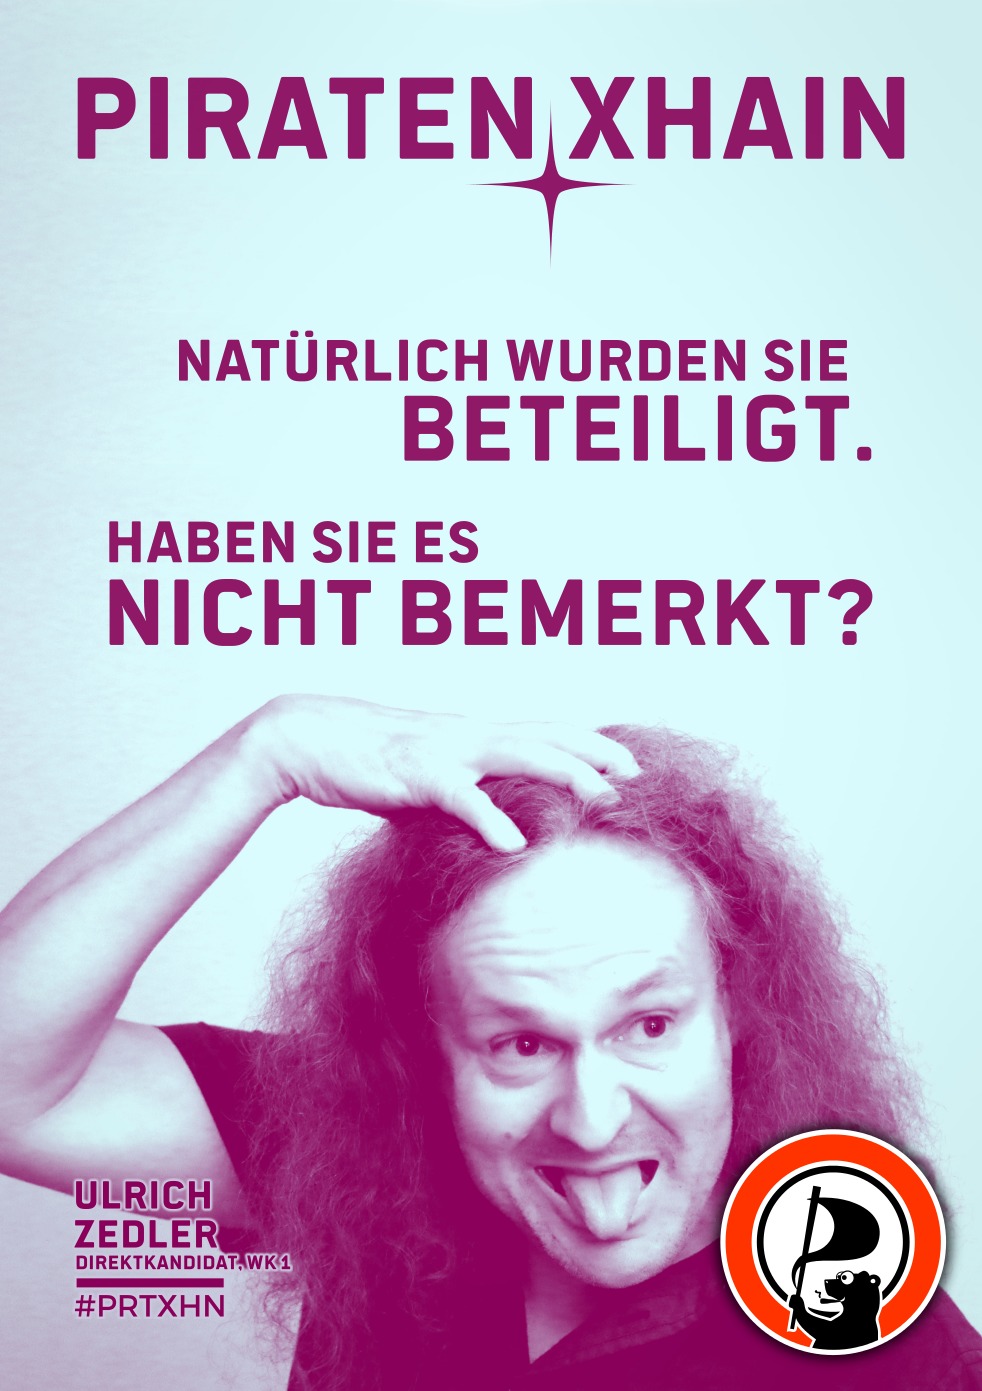 PIRATEN XHAIN
NATÜRLICH WURDEN SIE
BETEILIGT.
HABEN SIE ES
NICHT BEMERKT?
ULRICH
ZEDLER
DIREKTKANDIDAT, WK 1
#PRTXHN